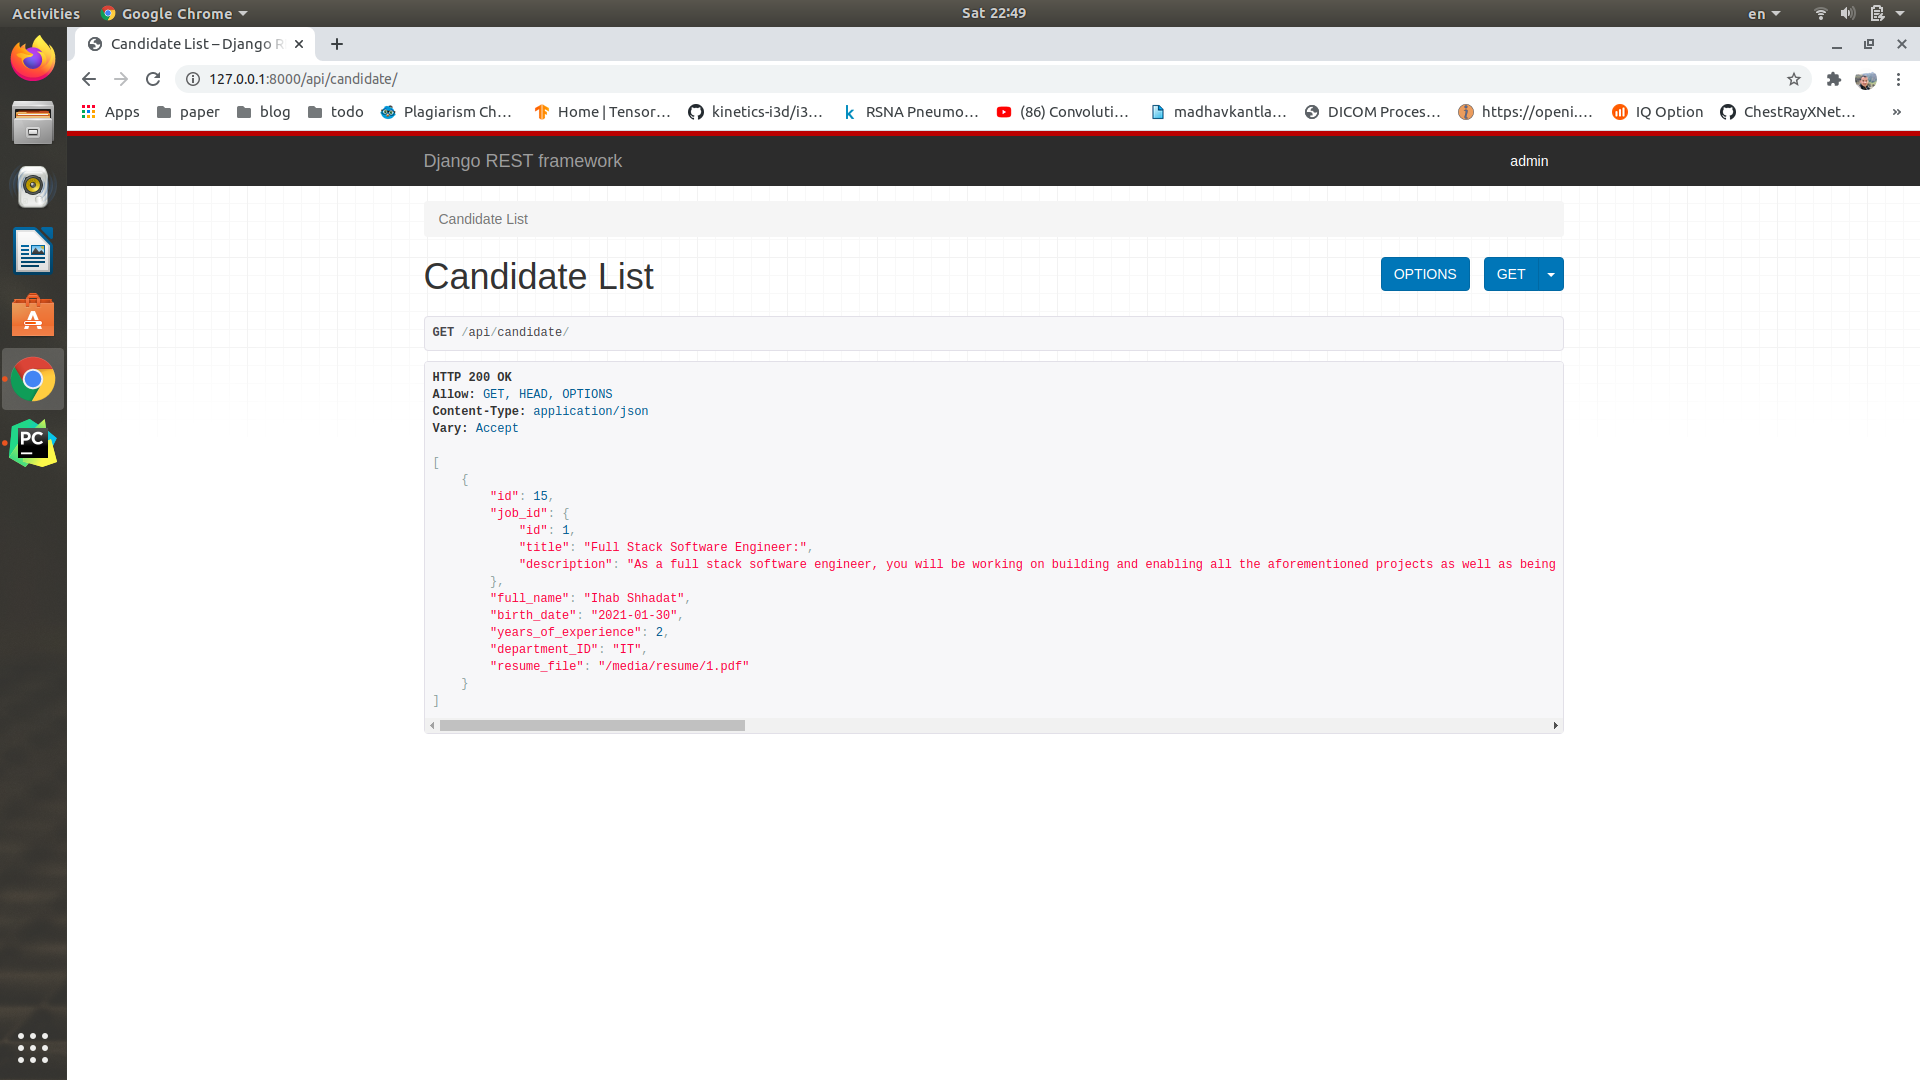 Activities
Google Chrome
Sat 22:49
en
Candidate List – Django R
127.0.0.1:8000/api/candidate/
Apps
paper
blog
todo
Plagiarism Ch...
Home | Tensor...
kinetics-i3d/i3...
RSNA Pneumo...
(86) Convoluti...
madhavkantla...
DICOM Proces...
https://openi....
IQ Option
ChestRayXNet...
»
Django REST framework
admin
Candidate List
Candidate List
OPTIONS
GET
GET /api/candidate/
HTTP 200 OK
Allow: GET, HEAD, OPTIONS
Content-Type: application/json
Vary: Accept
[
{
"id": 15,
"job_id": {
"id": 1,
"title": "Full Stack Software Engineer:",
"description": "As a full stack software engineer, you will be working on building and enabling all the aforementioned projects as well as being
},
"full_name": "Ihab Shhadat",
"birth_date": "2021-01-30",
"years_of_experience": 2,
"department_ID": "IT",
"resume_file": "/media/resume/1.pdf"
}
]
PC